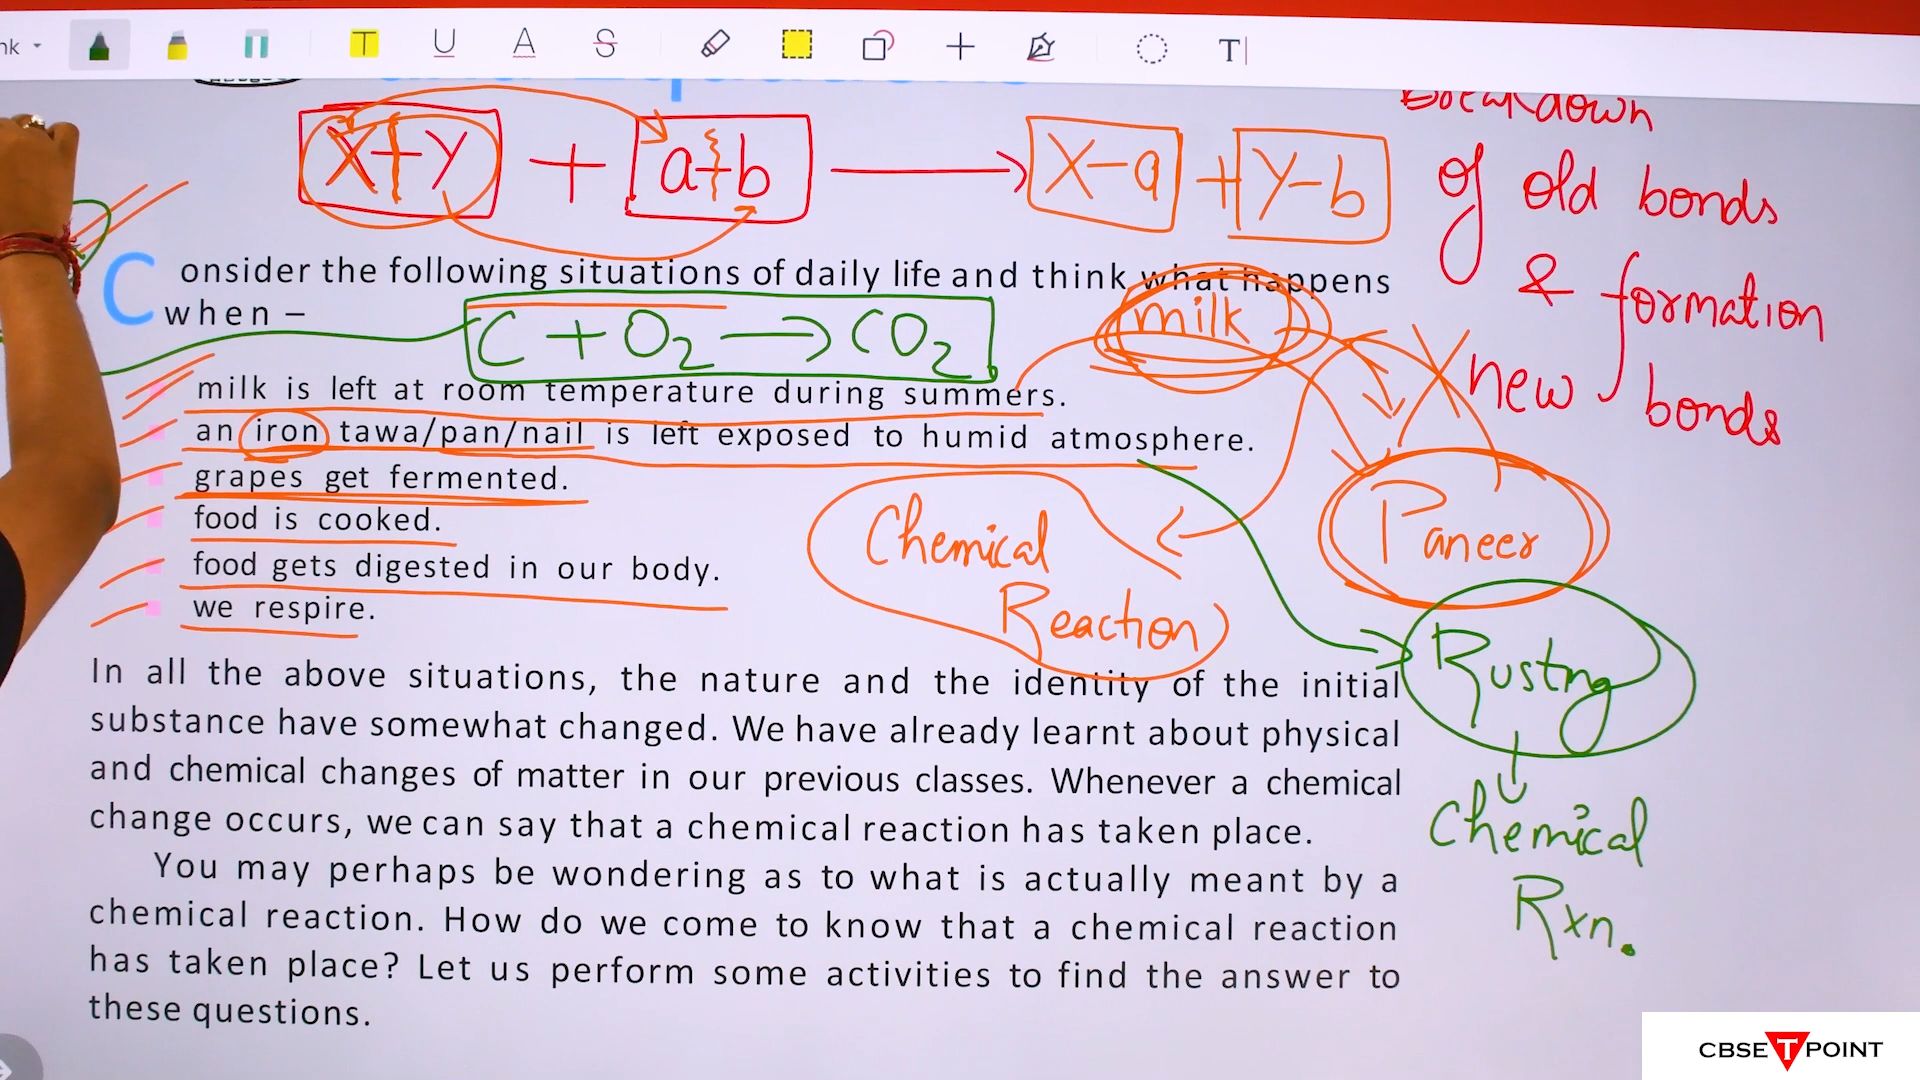 Breakdown
of old bonds
& formation
new bonds
X+Y + a+b → X-a + Y-b
Consider the following situations of daily life and think what happens
when –
C + O2 → CO2
milk
milk is left at room temperature during summers.
an iron tawa/pan/nail is left exposed to humid atmosphere.
grapes get fermented.
food is cooked.
food gets digested in our body.
we respire.
Chemical
Reaction
Paneer
Rusting
Chemical
Rxn.
In all the above situations, the nature and the identity of the initial
substance have somewhat changed. We have already learnt about physical
and chemical changes of matter in our previous classes. Whenever a chemical
change occurs, we can say that a chemical reaction has taken place.
You may perhaps be wondering as to what is actually meant by a
chemical reaction. How do we come to know that a chemical reaction
has taken place? Let us perform some activities to find the answer to
these questions.
CBSE T POINT